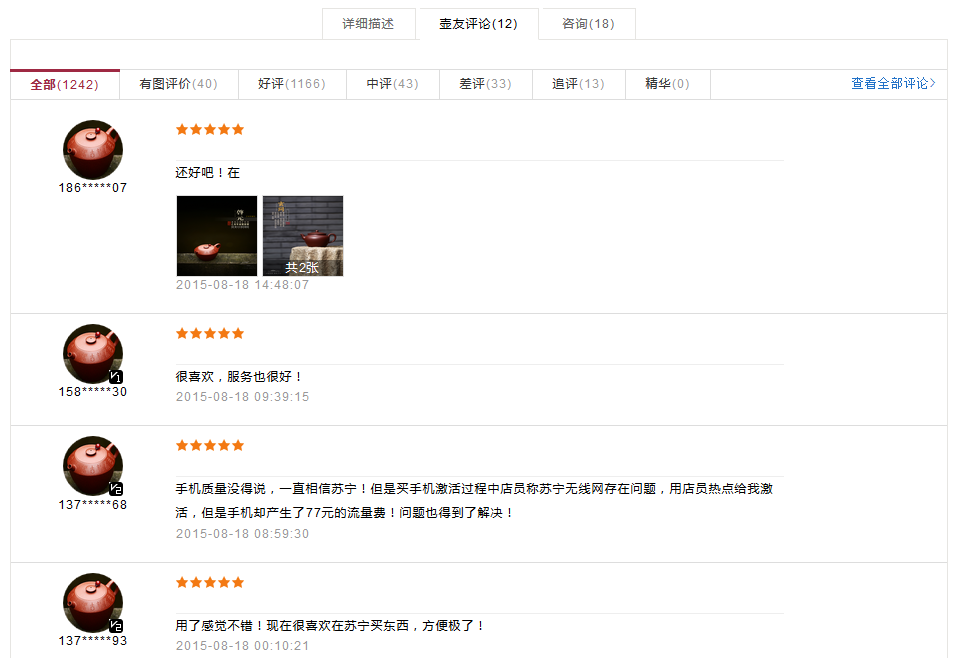 详细描述
壶友评论(12)
咨询(18)
全部(1242)
有图评价(40)
好评(1166)
中评(43)
差评(33)
追评(13)
精华(0)
查看全部评论>
186*****07
还好吧！在
共2张
2015-08-18 14:48:07
V1
158*****30
很喜欢，服务也很好！
2015-08-18 09:39:15
V2
137*****68
手机质量没得说，一直相信苏宁！但是买手机激活过程中店员称苏宁无线网存在问题，用店员热点给我激
活，但是手机却产生了77元的流量费！问题也得到了解决！
2015-08-18 08:59:30
V2
137*****93
用了感觉不错！现在很喜欢在苏宁买东西，方便极了！
2015-08-18 00:10:21